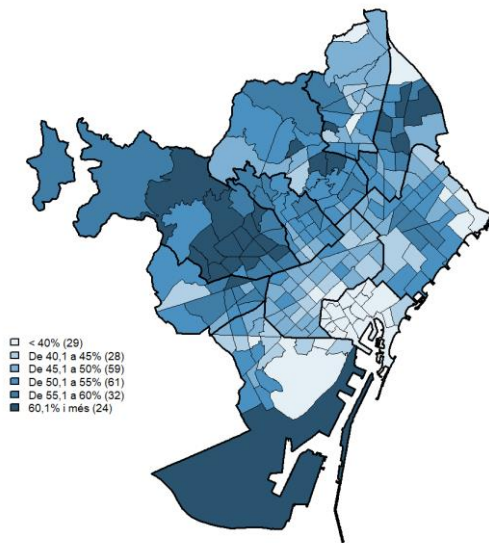 < 40% (29)
De 40,1 a 45% (28)
De 45,1 a 50% (59)
De 50,1 a 55% (61)
De 55,1 a 60% (32)
60,1% i més (24)